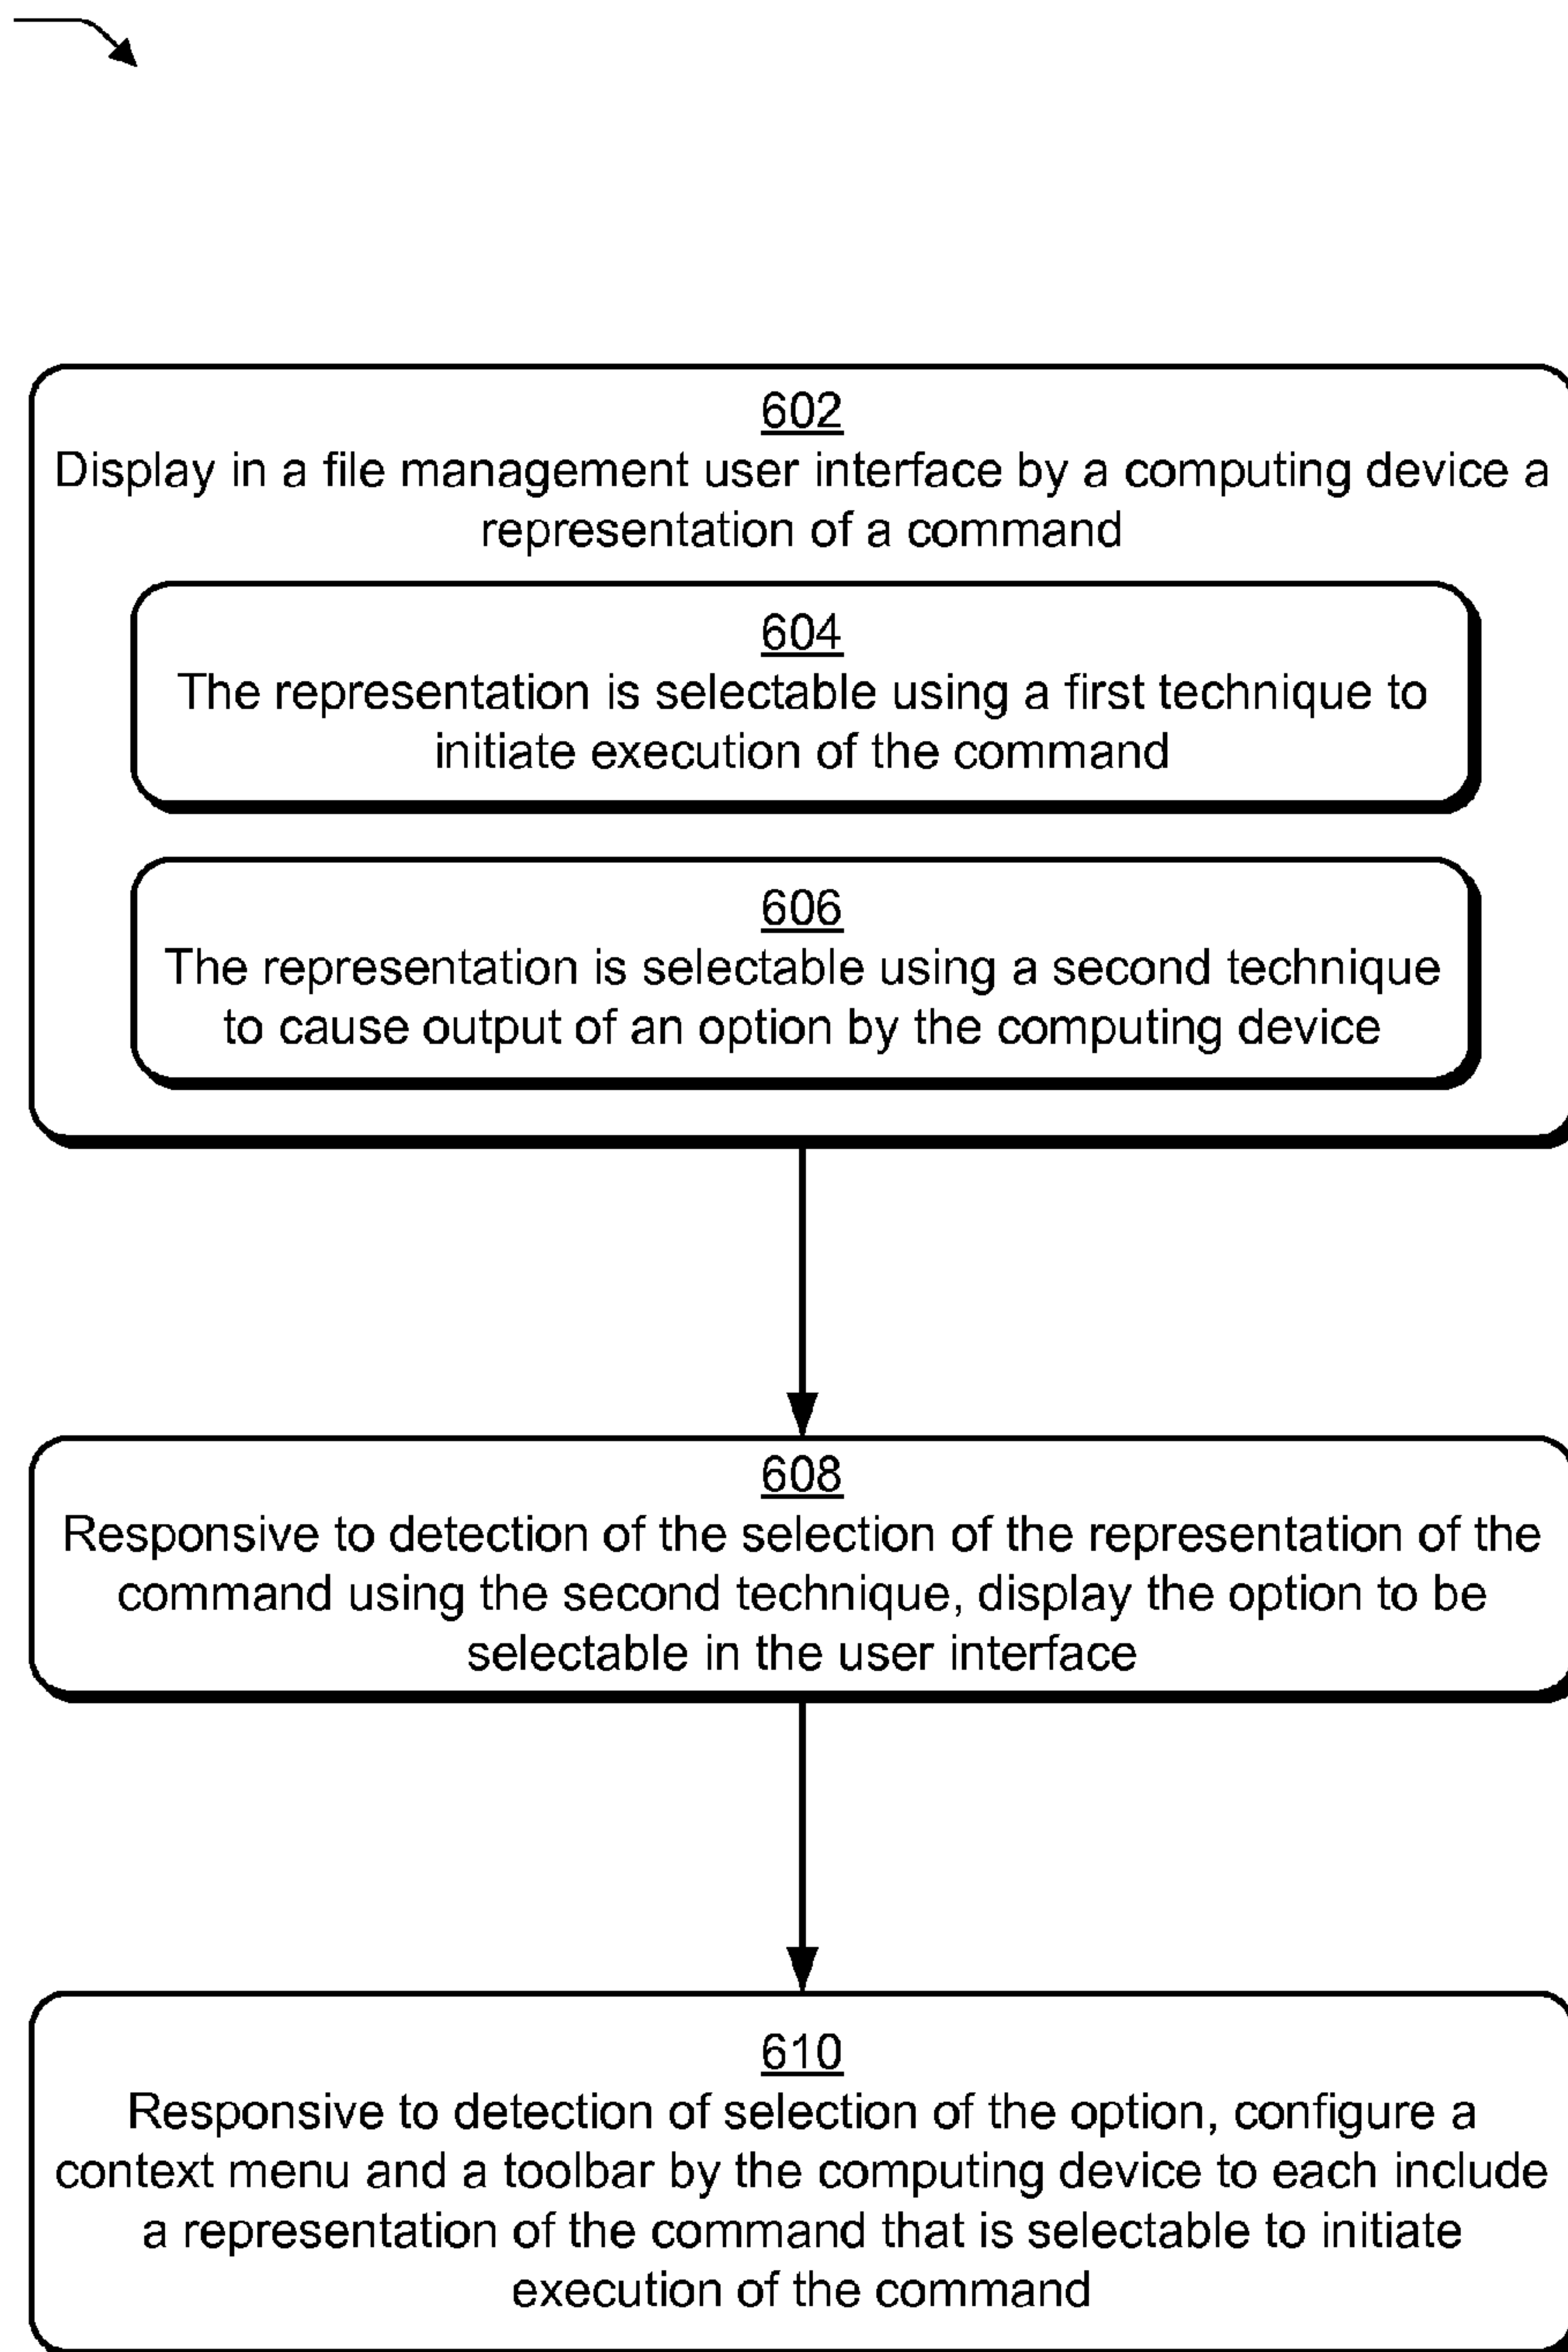 602
Display in a file management user interface by a computing device a
representation of a command
604
The representation is selectable using a first technique to
initiate execution of the command
606
The representation is selectable using a second technique
to cause output of an option by the computing device
608
Responsive to detection of the selection of the representation of the
command using the second technique, display the option to be
selectable in the user interface
610
Responsive to detection of selection of the option, configure a
context menu and a toolbar by the computing device to each include
a representation of the command that is selectable to initiate
execution of the command